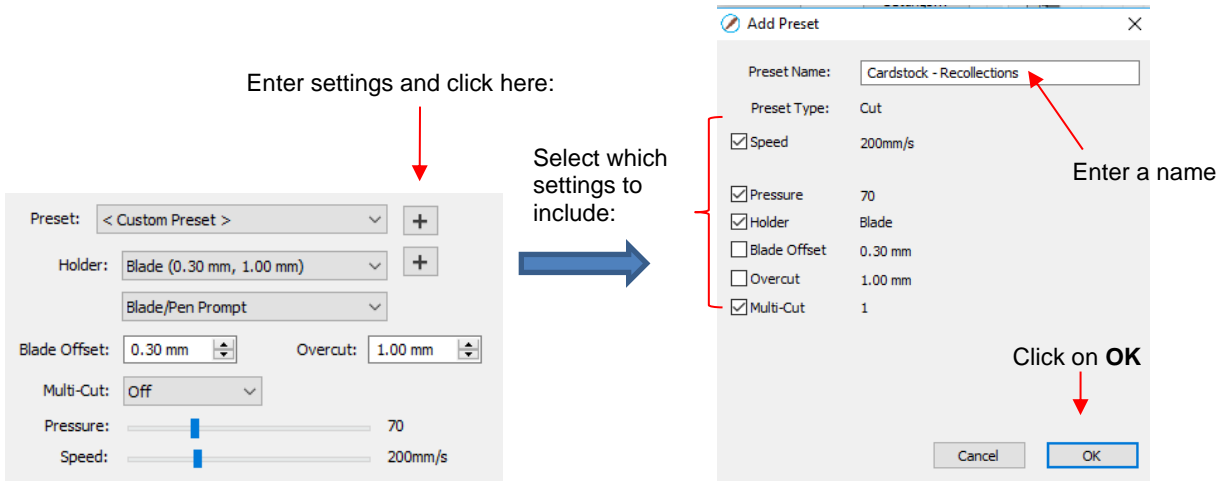 Enter settings and click here:
Preset: < Custom Preset > +
Holder: Blade (0.30 mm, 1.00 mm) +
Blade/Pen Prompt
Blade Offset: 0.30 mm Overcut: 1.00 mm
Multi-Cut: Off
Pressure: 70
Speed: 200mm/s
Select which
settings to
include:
Add Preset
Preset Name: Cardstock - Recollections
Preset Type: Cut
Speed 200mm/s
Enter a name
Pressure 70
Holder Blade
Blade Offset 0.30 mm
Overcut 1.00 mm
Multi-Cut 1
Click on OK
Cancel OK